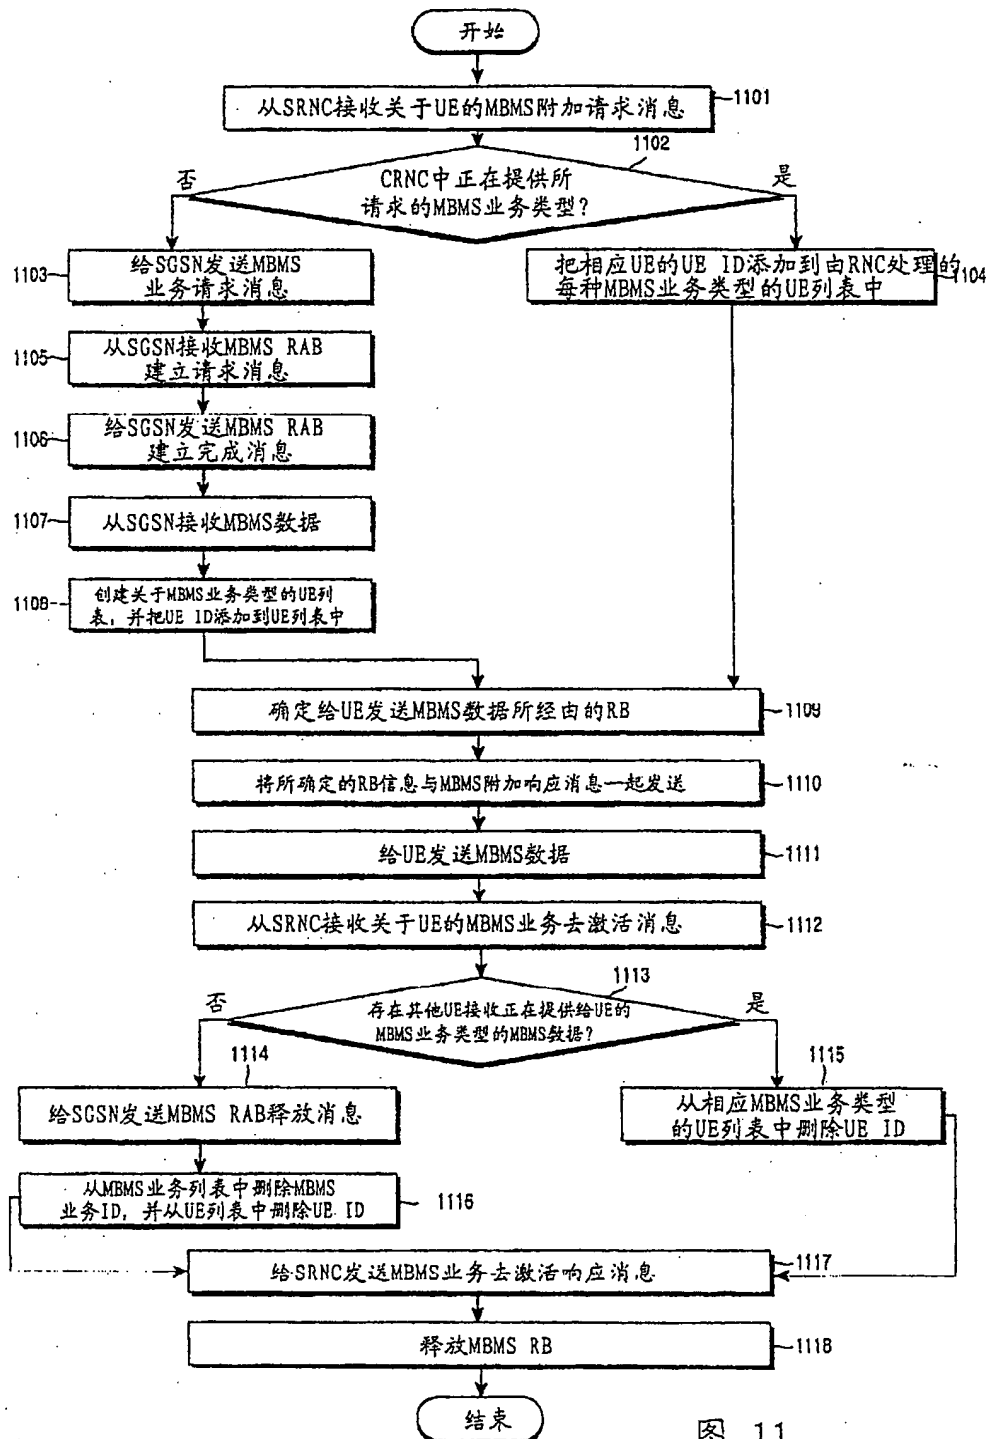 开始
从SRNC接收关于UE的MBMS附加请求消息
1101
1102
CRNC中正在提供所
请求的MBMS业务类型?
否
是
1103
给SGSN发送MBMS
业务请求消息
把相应UE的UE ID添加到由RNC处理的
每种MBMS业务类型的UE列表中
1104
1105
从SGSN接收MBMS RAB
建立请求消息
1106
给SGSN发送MBMS RAB
建立完成消息
1107
从SGSN接收MBMS数据
1108
创建关于MBMS业务类型的UE列
表,并把UE ID添加到UE列表中
确定给UE发送MBMS数据所经由的RB
1109
将所确定的RB信息与MBMS附加响应消息一起发送
1110
给UE发送MBMS数据
1111
从SRNC接收关于UE的MBMS业务去激活消息
1112
1113
存在其他UE接收正在提供给UE的
MBMS业务类型的MBMS数据?
否
是
1114
给SGSN发送MBMS RAB释放消息
1115
从相应MBMS业务类型
的UE列表中删除UE ID
从MBMS业务列表中删除MBMS
业务ID,并从UE列表中删除UE ID
1116
给SRNC发送MBMS业务去激活响应消息
1117
释放MBMS RB
1118
结束
图 11